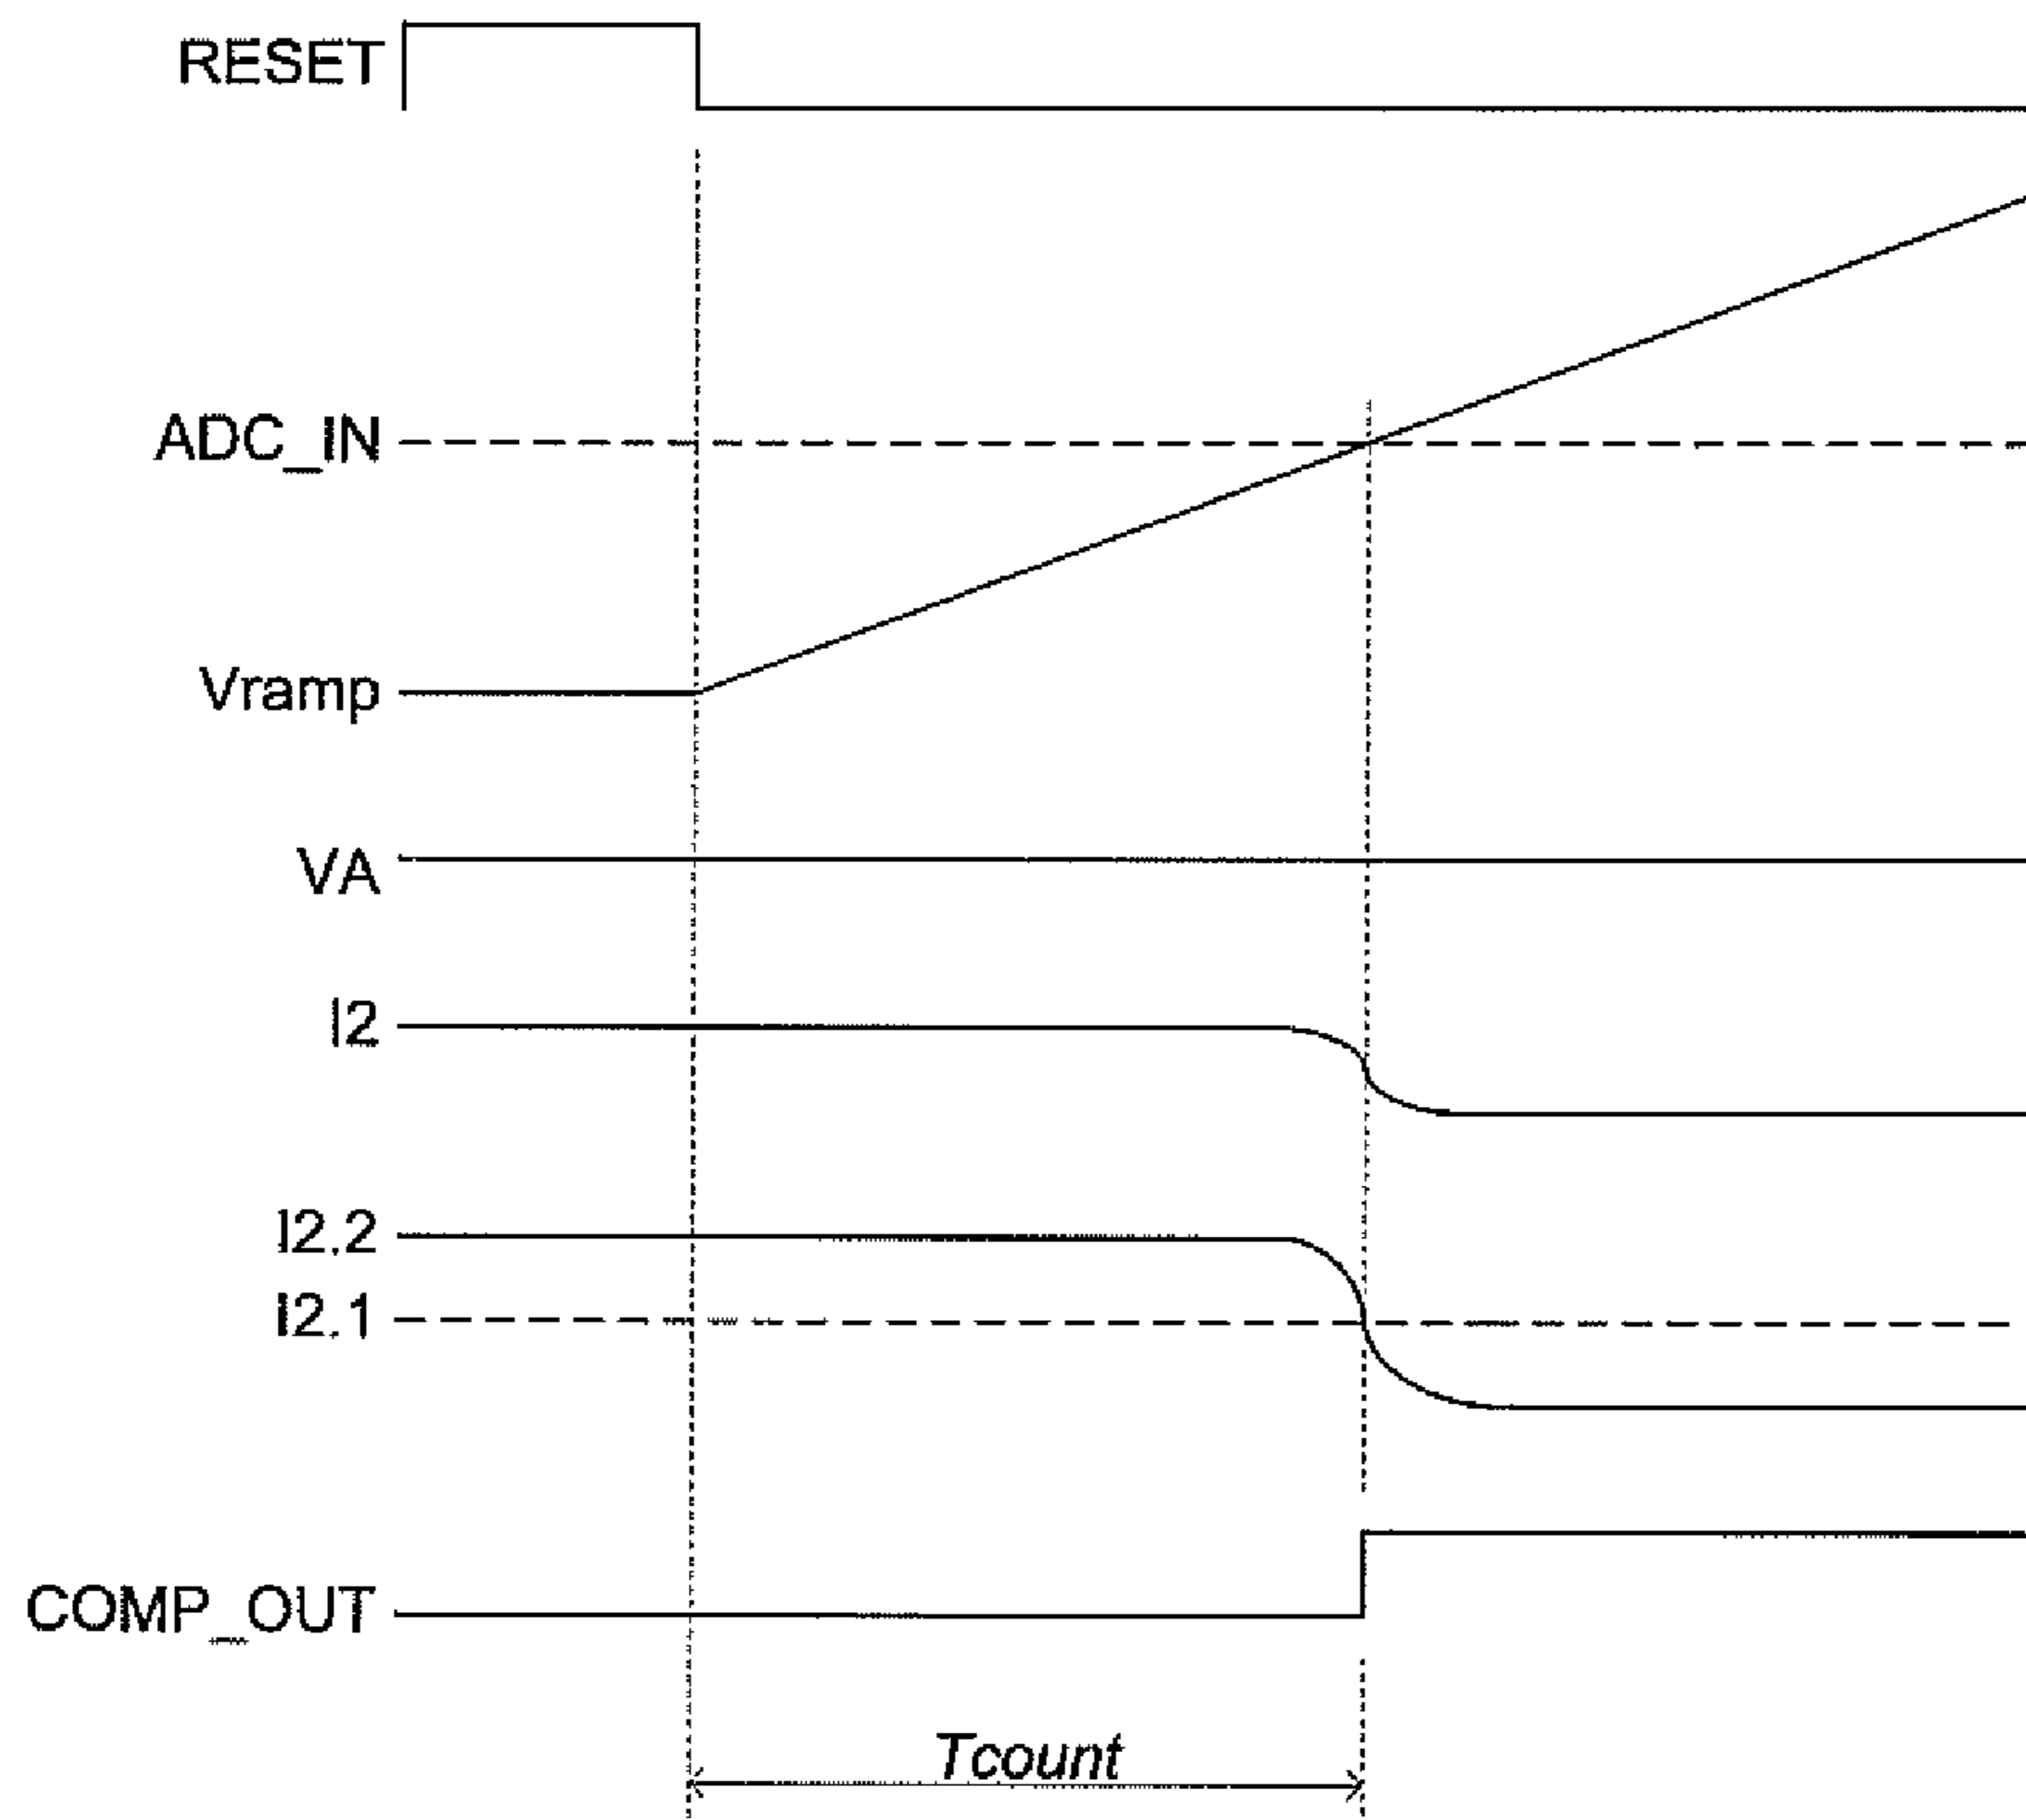 RESET
ADC_IN
Vramp
VA
I2
I2.2
I2.1
COMP_OUT
Tcount